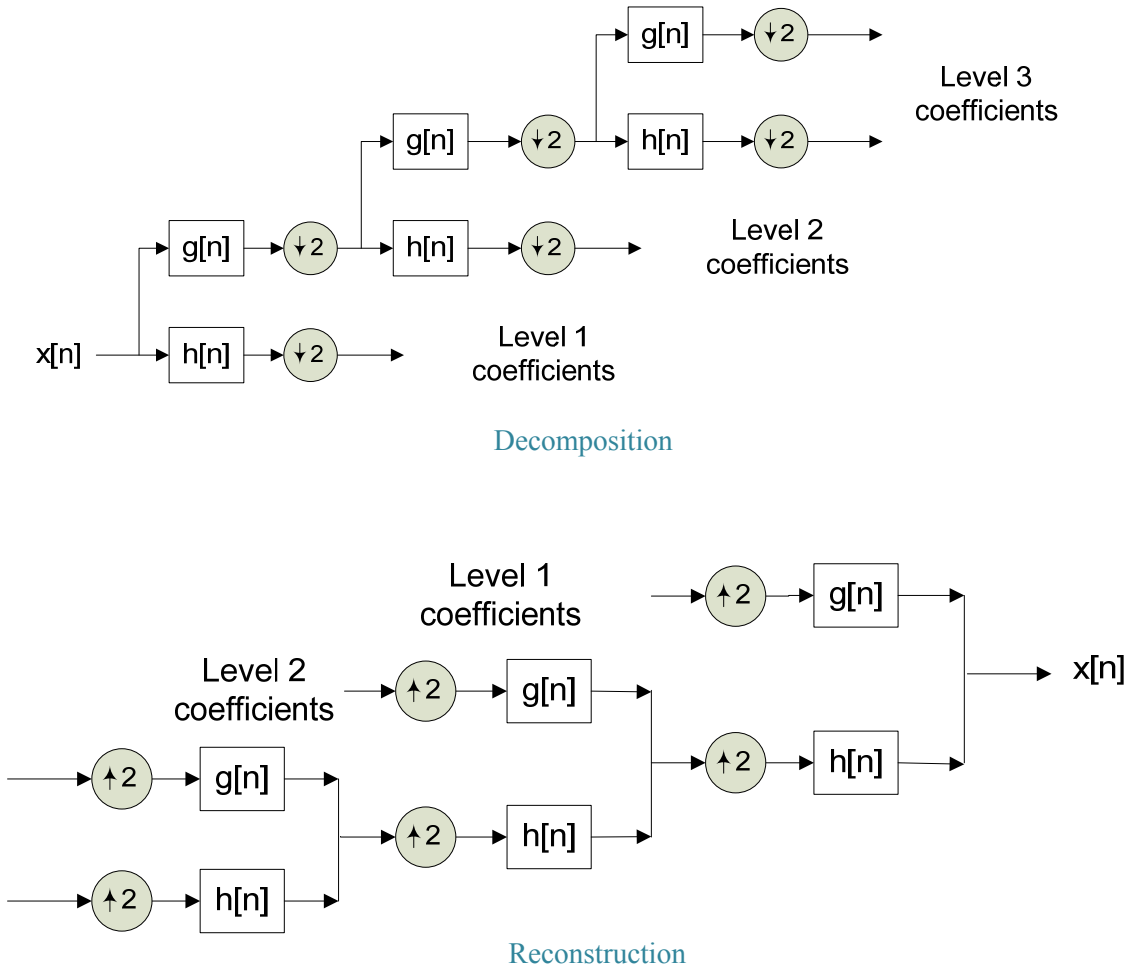 g[n]
↓2
Level 3
coefficients
g[n]
↓2
h[n]
↓2
g[n]
↓2
h[n]
↓2
Level 2
coefficients
x[n]
h[n]
↓2
Level 1
coefficients
Decomposition
Level 1
coefficients
↑2
g[n]
x[n]
Level 2
coefficients
↑2
g[n]
↑2
h[n]
↑2
g[n]
↑2
h[n]
↑2
h[n]
Reconstruction